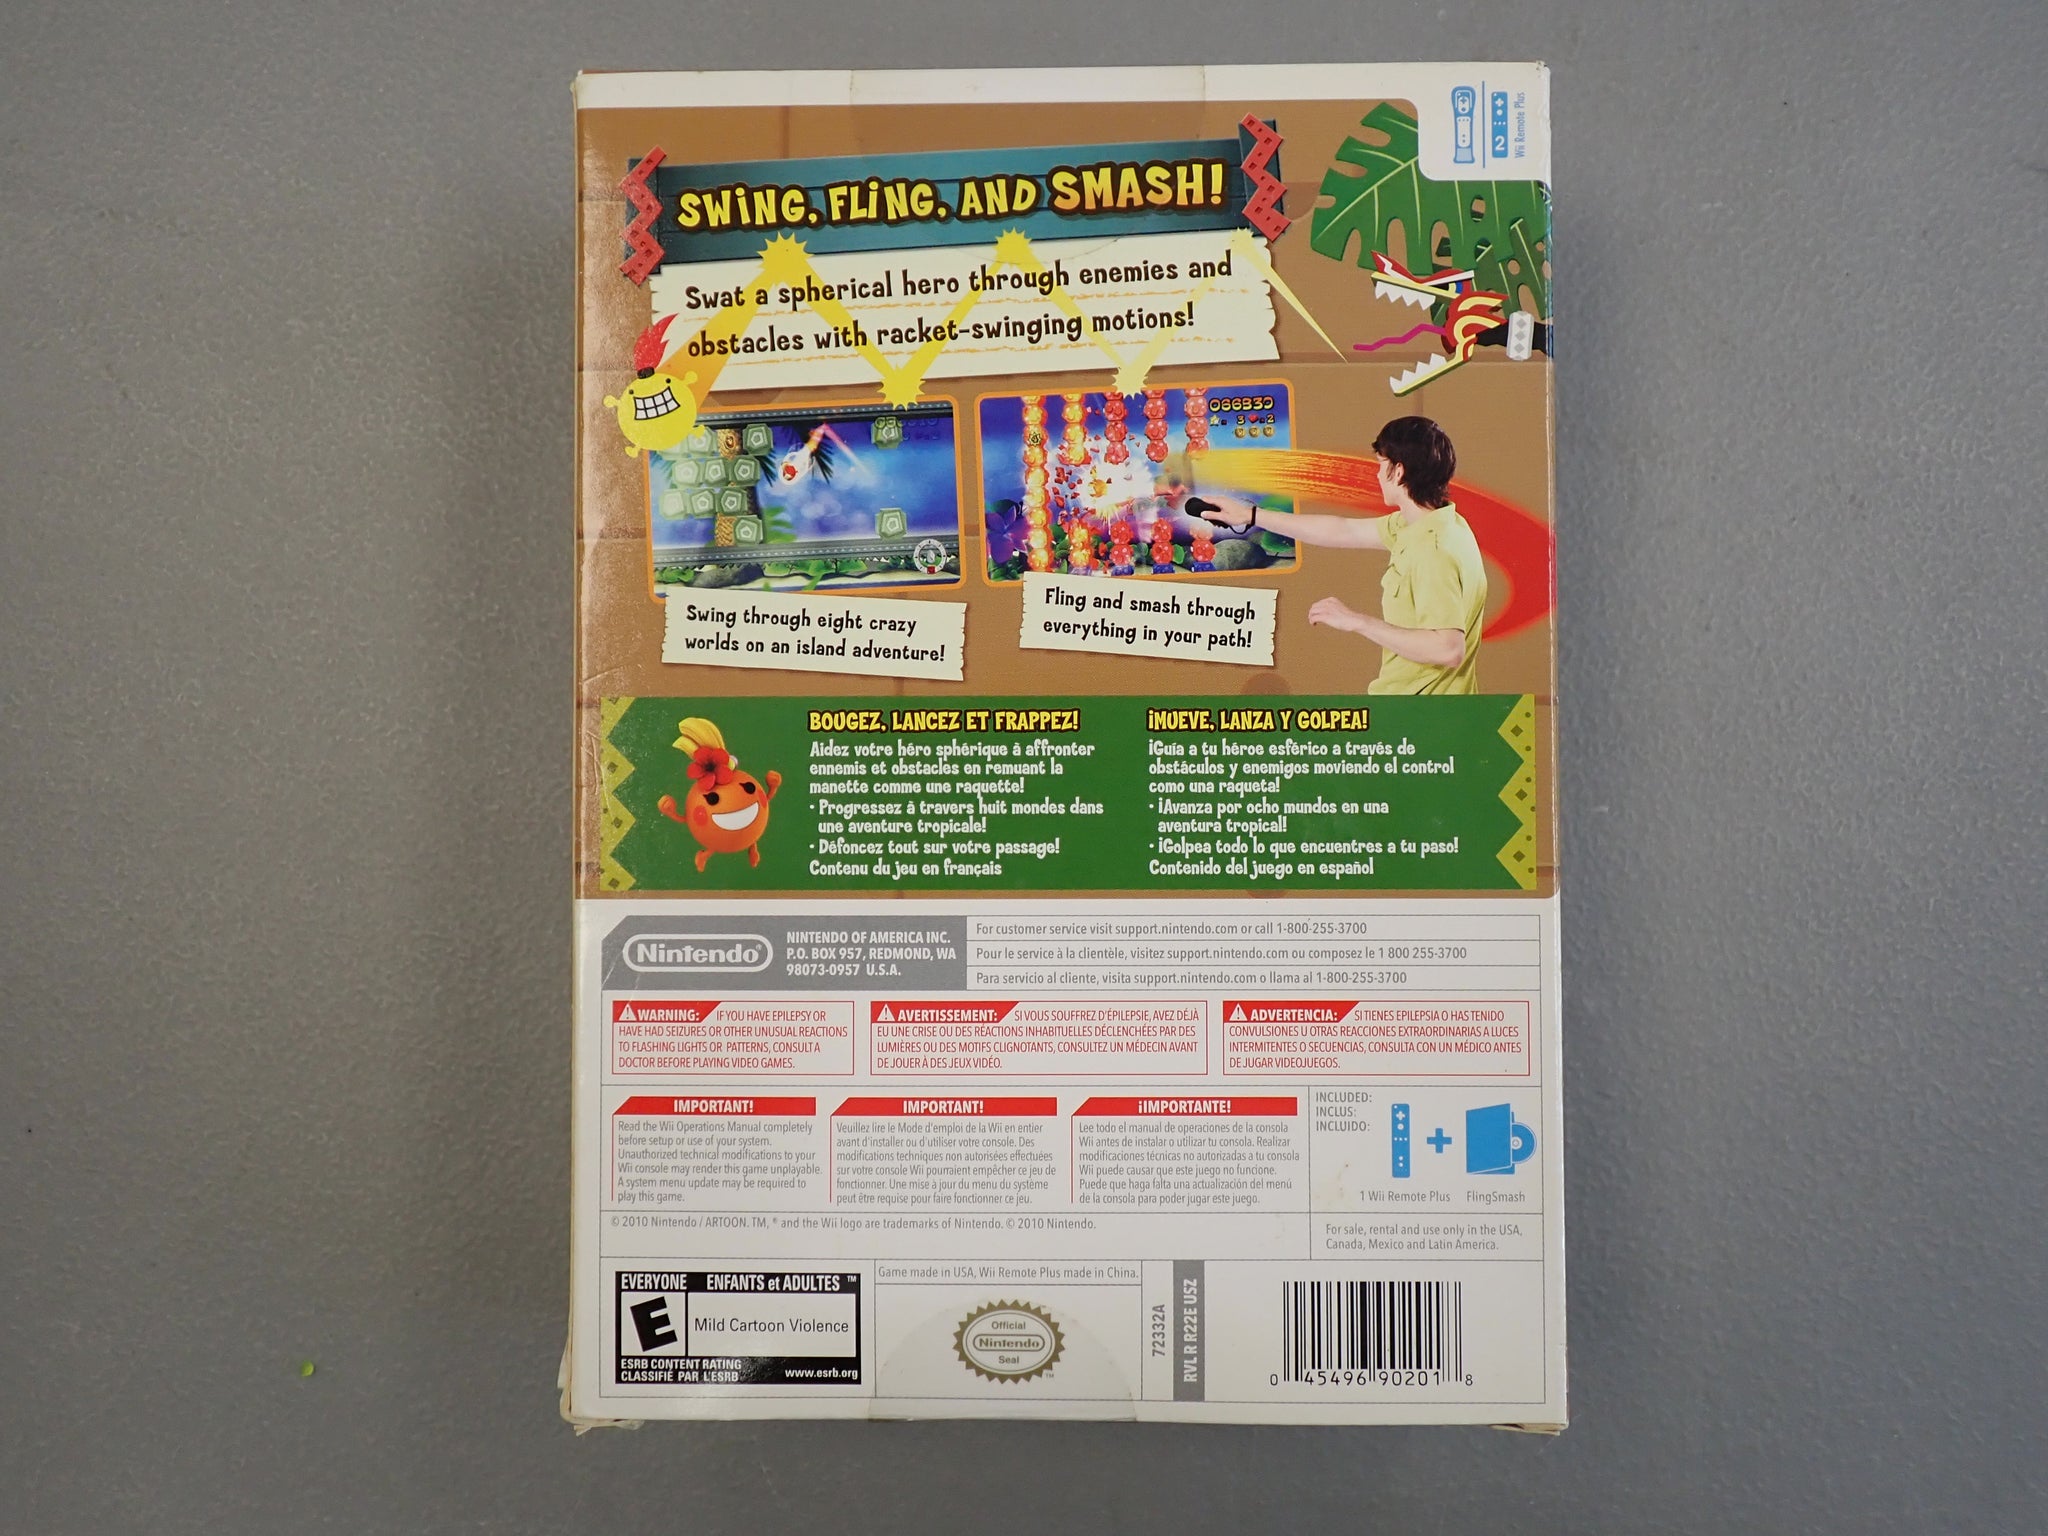 2
Wii Remote Plus
SWING, FLING, AND SMASH!
Swat a spherical hero through enemies and
obstacles with racket-swinging motions!
066930
3 2
Swing through eight crazy
worlds on an island adventure!
Fling and smash through
everything in your path!
BOUGEZ, LANCEZ ET FRAPPEZ!
Aidez votre héro sphérique à affronter
ennemis et obstacles en remuant la
manette comme une raquette!
• Progressez à travers huit mondes dans
une aventure tropicale!
• Défoncez tout sur votre passage!
Contenu du jeu en français
¡MUEVE, LANZA Y GOLPEA!
¡Guía a tu héroe esférico a través de
obstáculos y enemigos moviendo el control
como una raqueta!
• ¡Avanza por ocho mundos en una
aventura tropical!
• ¡Golpea todo lo que encuentres a tu paso!
Contenido del juego en español
Nintendo®
NINTENDO OF AMERICA INC.
P.O. BOX 957, REDMOND, WA
98073-0957 U.S.A.
For customer service visit support.nintendo.com or call 1-800-255-3700
Pour le service à la clientèle, visitez support.nintendo.com ou composez le 1 800 255-3700
Para servicio al cliente, visita support.nintendo.com o llama al 1-800-255-3700
WARNING: IF YOU HAVE EPILEPSY OR
HAVE HAD SEIZURES OR OTHER UNUSUAL REACTIONS
TO FLASHING LIGHTS OR PATTERNS, CONSULT A
DOCTOR BEFORE PLAYING VIDEO GAMES.
AVERTISSEMENT: SI VOUS SOUFFREZ D'ÉPILEPSIE, AVEZ DÉJÀ
EU UNE CRISE OU DES RÉACTIONS INHABITUELLES DÉCLENCHÉES PAR DES
LUMIÈRES OU DES MOTIFS CLIGNOTANTS, CONSULTEZ UN MÉDECIN AVANT
DE JOUER À DES JEUX VIDÉO.
ADVERTENCIA: SI TIENES EPILEPSIA O HAS TENIDO
CONVULSIONES U OTRAS REACCIONES EXTRAORDINARIAS A LUCES
INTERMITENTES O SECUENCIAS, CONSULTA CON UN MÉDICO ANTES
DE JUGAR VIDEOJUEGOS.
IMPORTANT!
Read the Wii Operations Manual completely
before setup or use of your system.
Unauthorized technical modifications to your
Wii console may render this game unplayable.
A system menu update may be required to
play this game.
IMPORTANT!
Veuillez lire le Mode d'emploi de la Wii en entier
avant d'installer ou d'utiliser votre console. Des
modifications techniques non autorisées effectuées
sur votre console Wii pourraient empêcher ce jeu de
fonctionner. Une mise à jour du menu du système
peut être requise pour faire fonctionner ce jeu.
¡IMPORTANTE!
Lee todo el manual de operaciones de la consola
Wii antes de instalar o utilizar tu consola. Realizar
modificaciones técnicas no autorizadas a tu consola
Wii puede causar que este juego no funcione.
Puede que haga falta una actualización del menú
de la consola para poder jugar este juego.
INCLUDED:
INCLUS:
INCLUIDO:
+
1 Wii Remote Plus FlingSmash
© 2010 Nintendo / ARTOON. TM, ® and the Wii logo are trademarks of Nintendo. © 2010 Nintendo.
For sale, rental and use only in the USA,
Canada, Mexico and Latin America.
EVERYONE ENFANTS et ADULTES ™
E
Mild Cartoon Violence
ESRB CONTENT RATING
CLASSIFIÉ PAR L'ESRB
www.esrb.org
Game made in USA, Wii Remote Plus made in China.
Official
Nintendo
Seal
™
72332A
RVL R R22E USZ
0 45496 90201 8